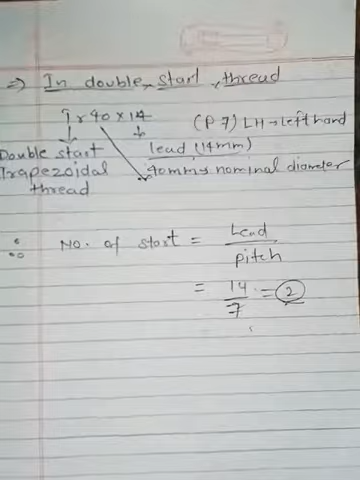 ⇒ In double, start, thread
Tr 40 x 14 (P 7) LH → left hand
Double start lead (14mm)
Trapezoidal 40mm nominal diameter
thread
∴ No. of start = Lead / pitch
= 14 / 7 = 2